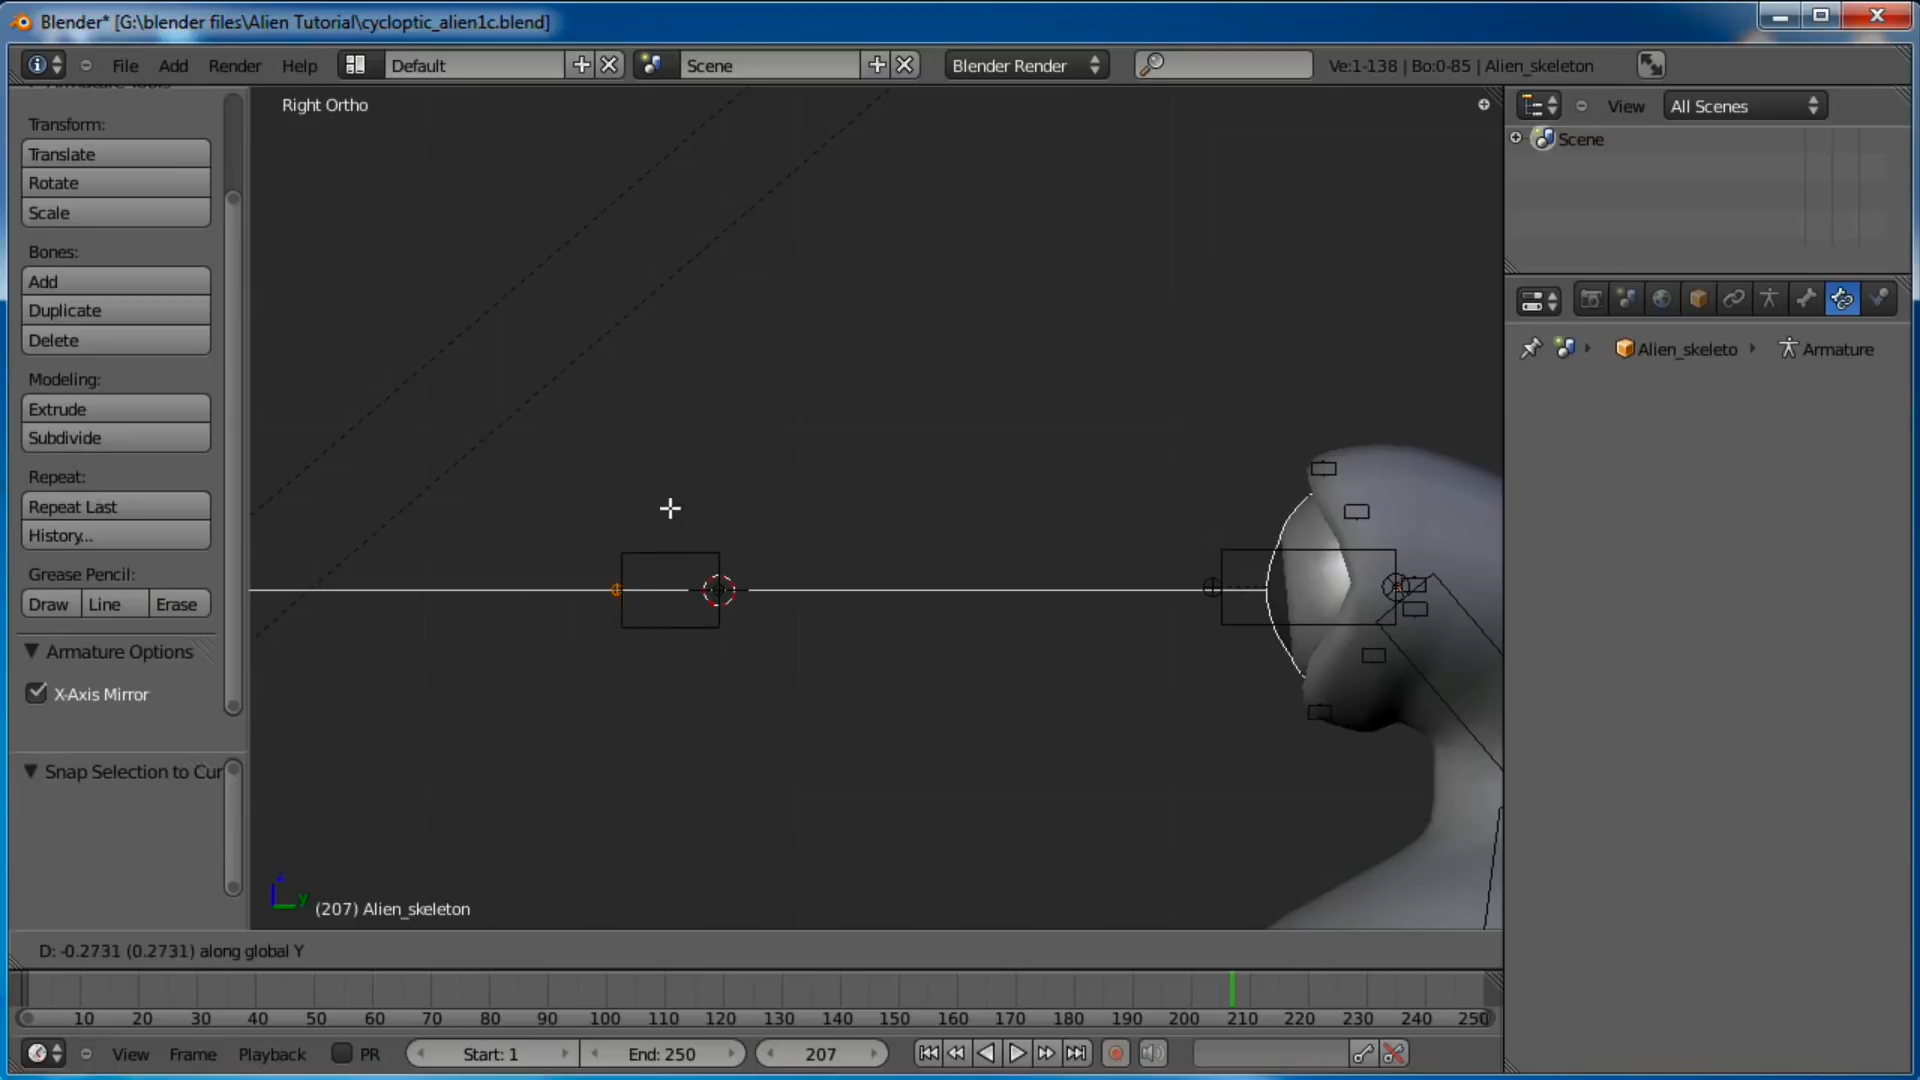 Blender* [G:\blender files\Alien Tutorial\cycloptic_alien1c.blend]
File Add Render Help Default Scene Blender Render Ve:1-138 | Bo:0-85 | Alien_skeleton
Right Ortho
View All Scenes
Scene
Transform:
Translate
Rotate
Scale
Bones:
Add
Duplicate
Delete
Modeling:
Extrude
Subdivide
Repeat:
Repeat Last
History...
Grease Pencil:
Draw Line Erase
Armature Options
X-Axis Mirror
Snap Selection to Cur
Alien_skeleto Armature
y
(207) Alien_skeleton
D: -0.2731 (0.2731) along global Y
10 20 30 40 50 60 70 80 90 100 110 120 130 140 150 160 170 180 190 200 210 220 230 240 250
View Frame Playback PR Start: 1 End: 250 207